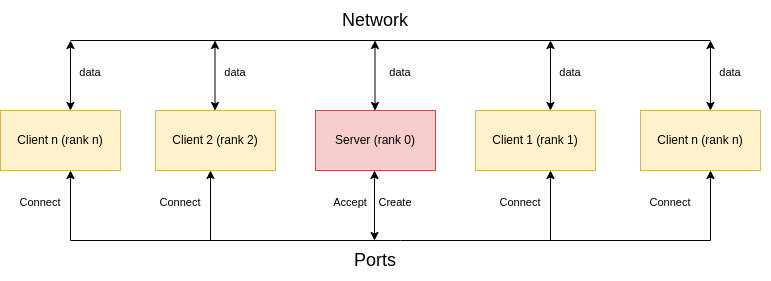 Network
data
data
data
data
data
Client n (rank n)
Client 2 (rank 2)
Server (rank 0)
Client 1 (rank 1)
Client n (rank n)
Connect
Connect
Accept
Create
Connect
Connect
Ports